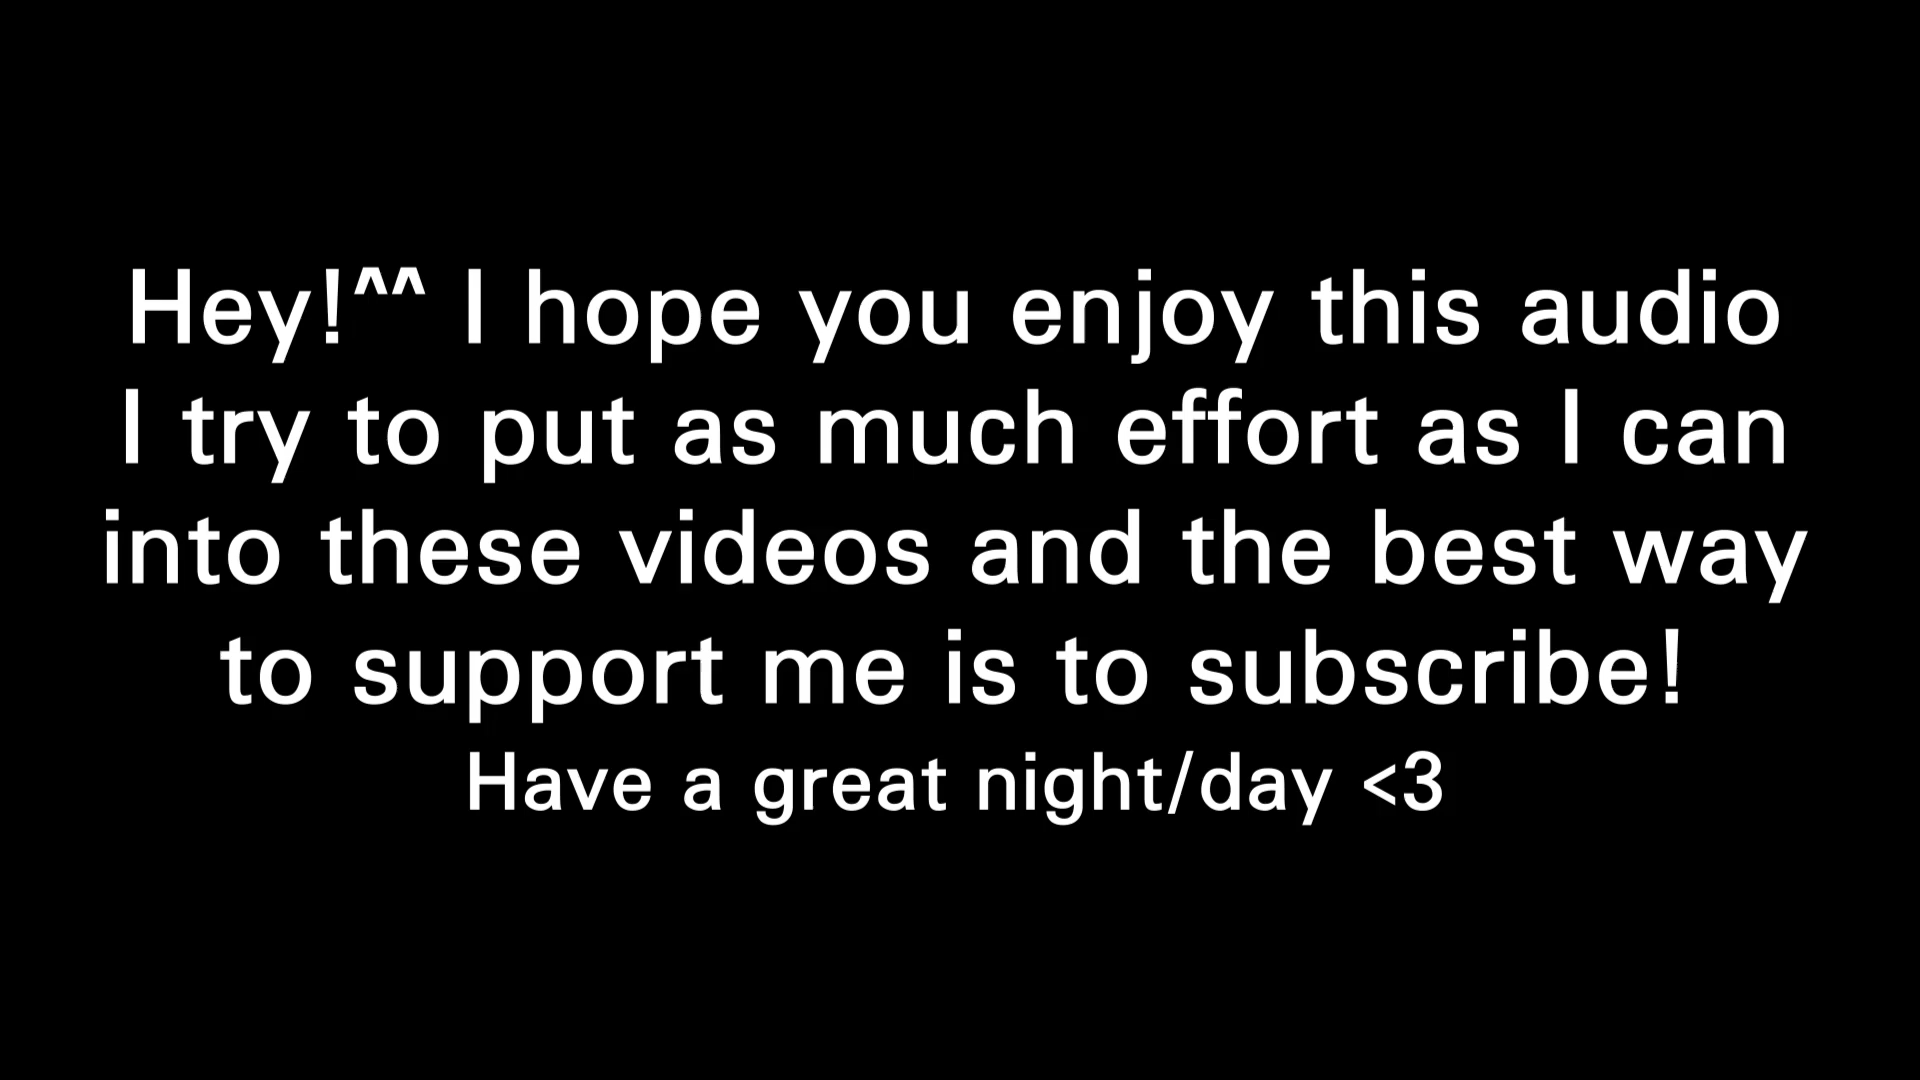 Hey!^^ I hope you enjoy this audio
I try to put as much effort as I can
into these videos and the best way
to support me is to subscribe!
Have a great night/day <3